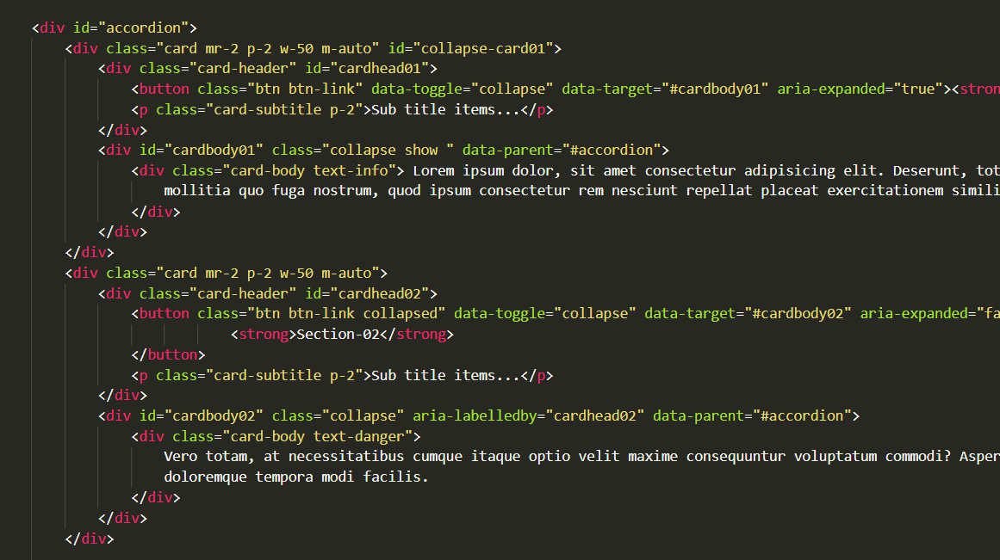 <div id="accordion">
<div class="card mr-2 p-2 w-50 m-auto" id="collapse-card01">
<div class="card-header" id="cardhead01">
<button class="btn btn-link" data-toggle="collapse" data-target="#cardbody01" aria-expanded="true"><stron
<p class="card-subtitle p-2">Sub title items...</p>
</div>
<div id="cardbody01" class="collapse show " data-parent="#accordion">
<div class="card-body text-info"> Lorem ipsum dolor, sit amet consectetur adipisicing elit. Deserunt, tot
mollitia quo fuga nostrum, quod ipsum consectetur rem nesciunt repellat placeat exercitationem simili
</div>
</div>
</div>
<div class="card mr-2 p-2 w-50 m-auto">
<div class="card-header" id="cardhead02">
<button class="btn btn-link collapsed" data-toggle="collapse" data-target="#cardbody02" aria-expanded="fa
<strong>Section-02</strong>
</button>
<p class="card-subtitle p-2">Sub title items...</p>
</div>
<div id="cardbody02" class="collapse" aria-labelledby="cardhead02" data-parent="#accordion">
<div class="card-body text-danger">
Vero totam, at necessitatibus cumque itaque optio velit maxime consequuntur voluptatum commodi? Asper
doloremque tempora modi facilis.
</div>
</div>
</div>